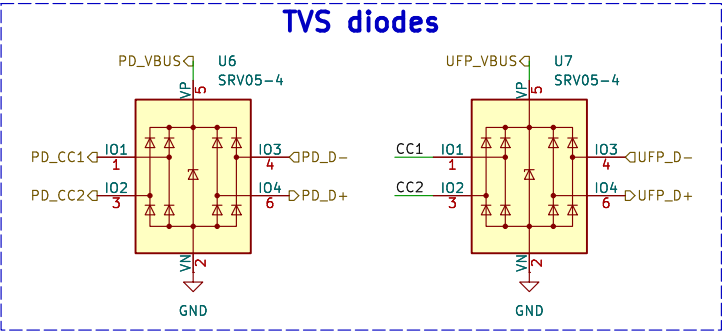 TVS diodes
PD_VBUS
U6
SRV05-4
VP
5
PD_CC1
IO1
1
IO3
4
PD_D-
PD_CC2
IO2
3
IO4
6
PD_D+
VN
2
GND
UFP_VBUS
U7
SRV05-4
VP
5
CC1
IO1
1
IO3
4
UFP_D-
CC2
IO2
3
IO4
6
UFP_D+
VN
2
GND